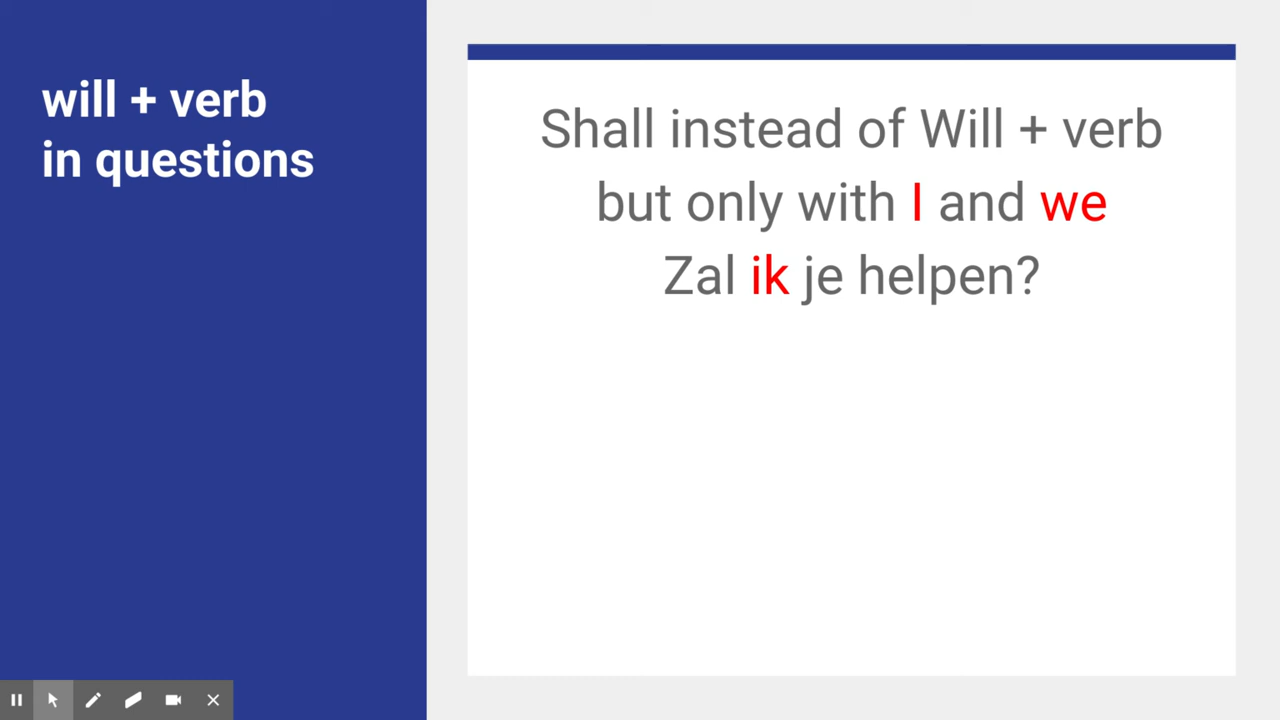 will + verb
in questions
Shall instead of Will + verb
but only with I and we
Zal ik je helpen?